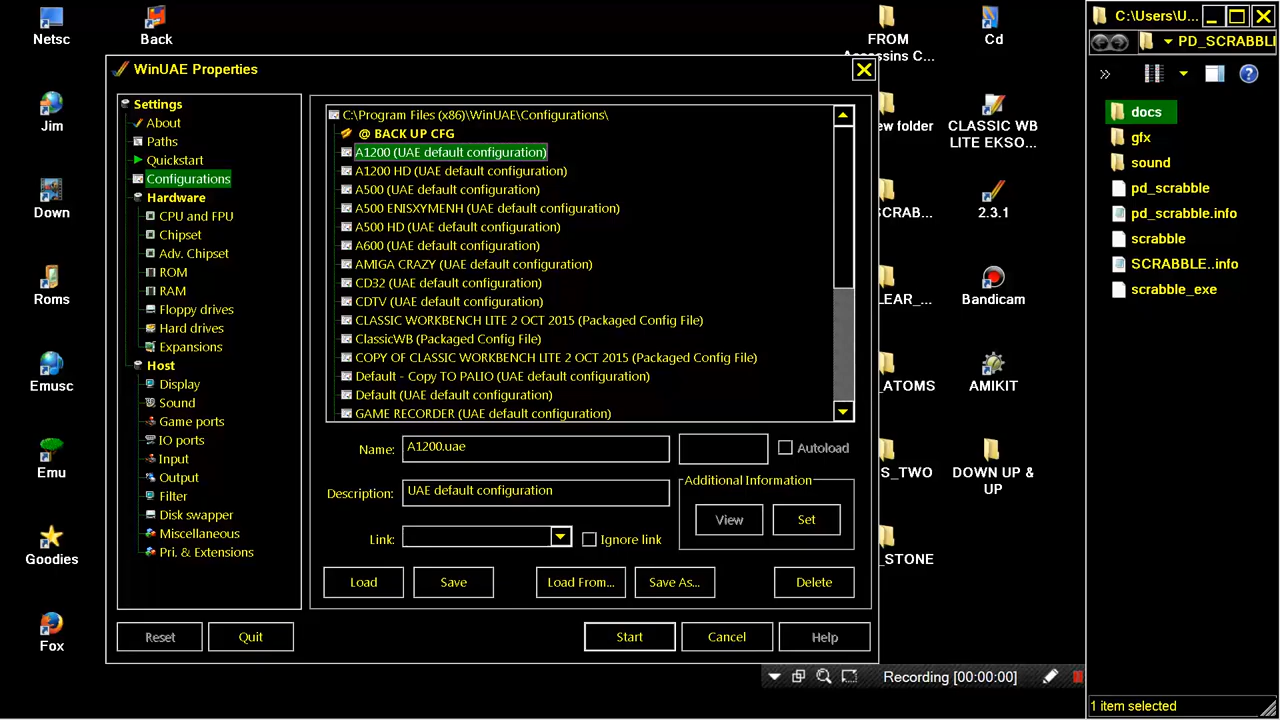 Netsc
Back
FROM
Assassins C...
Cd
C:\Users\U...
PD_SCRABBL
WinUAE Properties
Settings
About
Paths
Quickstart
Configurations
Hardware
CPU and FPU
Chipset
Adv. Chipset
ROM
RAM
Floppy drives
Hard drives
Expansions
Host
Display
Sound
Game ports
IO ports
Input
Output
Filter
Disk swapper
Miscellaneous
Pri. & Extensions
C:\Program Files (x86)\WinUAE\Configurations\
@ BACK UP CFG
A1200 (UAE default configuration)
A1200 HD (UAE default configuration)
A500 (UAE default configuration)
A500 ENISXYMENH (UAE default configuration)
A500 HD (UAE default configuration)
A600 (UAE default configuration)
AMIGA CRAZY (UAE default configuration)
CD32 (UAE default configuration)
CDTV (UAE default configuration)
CLASSIC WORKBENCH LITE 2 OCT 2015 (Packaged Config File)
ClassicWB (Packaged Config File)
COPY OF CLASSIC WORKBENCH LITE 2 OCT 2015 (Packaged Config File)
Default - Copy TO PALIO (UAE default configuration)
Default (UAE default configuration)
GAME RECORDER (UAE default configuration)
Name:
A1200.uae
Autoload
Description:
UAE default configuration
Additional Information
View
Set
Link:
Ignore link
Load
Save
Load From...
Save As...
Delete
Reset
Quit
Start
Cancel
Help
Jim
Down
Roms
Emusc
Emu
Goodies
Fox
ew folder
CLASSIC WB
LITE EKSO...
SCRAB...
2.3.1
LEAR_...
Bandicam
ATOMS
AMIKIT
S_TWO
DOWN UP &
UP
_STONE
docs
gfx
sound
pd_scrabble
pd_scrabble.info
scrabble
SCRABBLE..info
scrabble_exe
Recording [00:00:00]
1 item selected